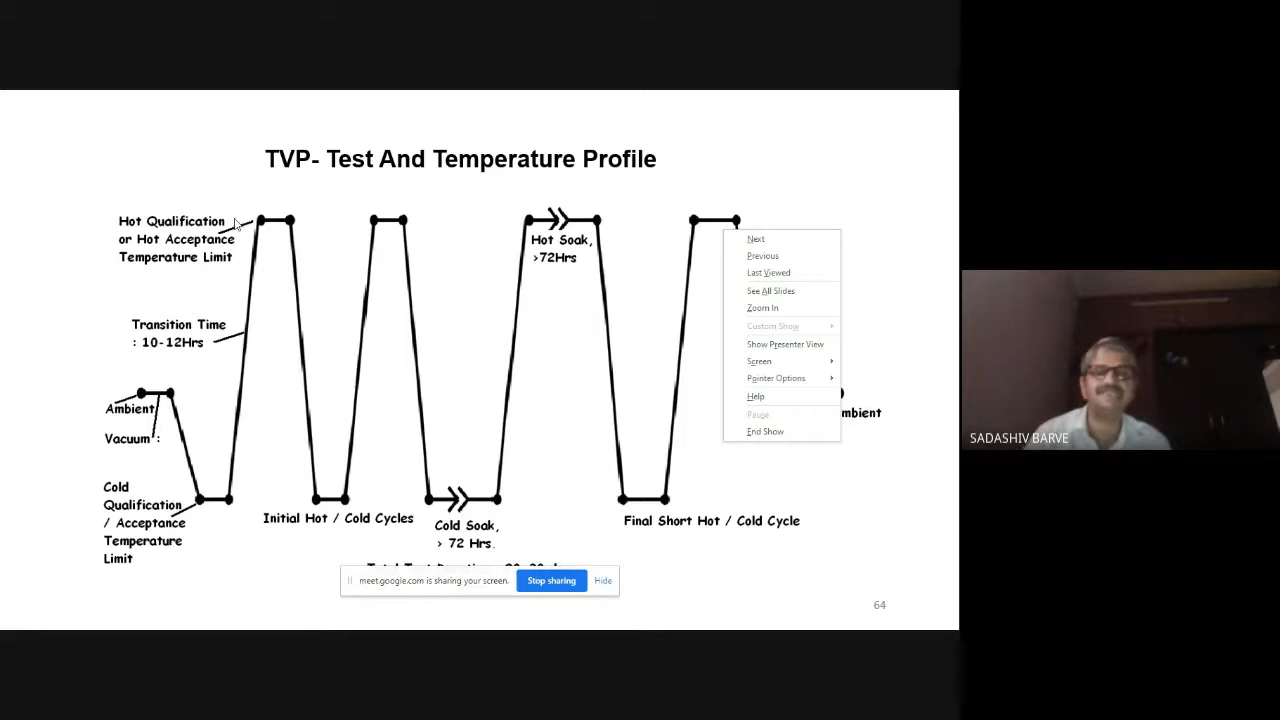 TVP- Test And Temperature Profile
Hot Qualification
or Hot Acceptance
Temperature Limit
Hot Soak,
>72Hrs
Transition Time
: 10-12Hrs
Ambient
Vacuum :
Cold
Qualification
/ Acceptance
Temperature
Limit
Initial Hot / Cold Cycles
Cold Soak,
> 72 Hrs.
Final Short Hot / Cold Cycle
Next
Previous
Last Viewed
See All Slides
Zoom In
Custom Show
Show Presenter View
Screen
Pointer Options
Help
Pause
End Show
meet.google.com is sharing your screen.
Stop sharing
Hide
64
SADASHIV BARVE